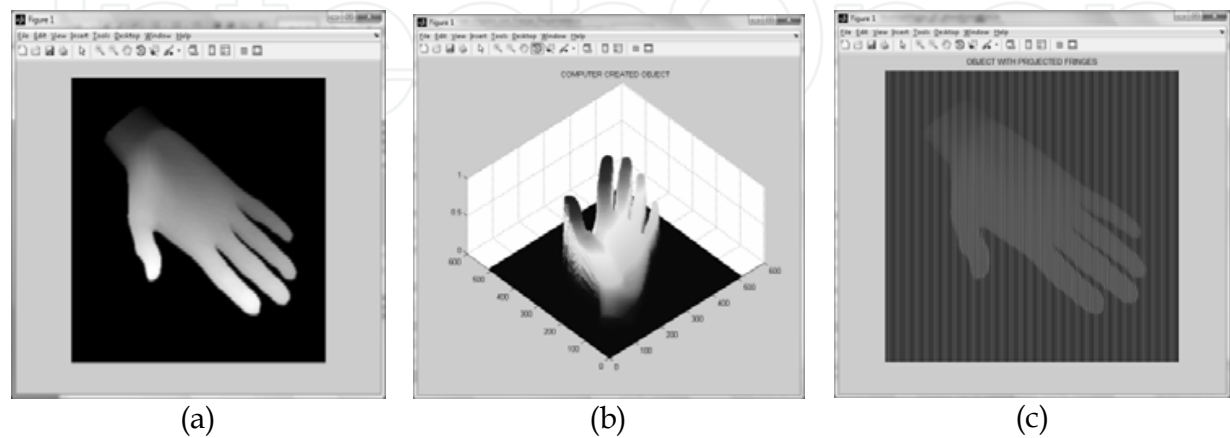 Figure 1
File Edit View Insert Tools Desktop Window Help
(a)
Figure 1
File Edit View Insert Tools Desktop Window Help
COMPUTER CREATED OBJECT
1
0.5
0
600
500
400
300
200
100
0
0
100
200
300
400
500
600
(b)
Figure 1
File Edit View Insert Tools Desktop Window Help
OBJECT WITH PROJECTED FRINGES
(c)